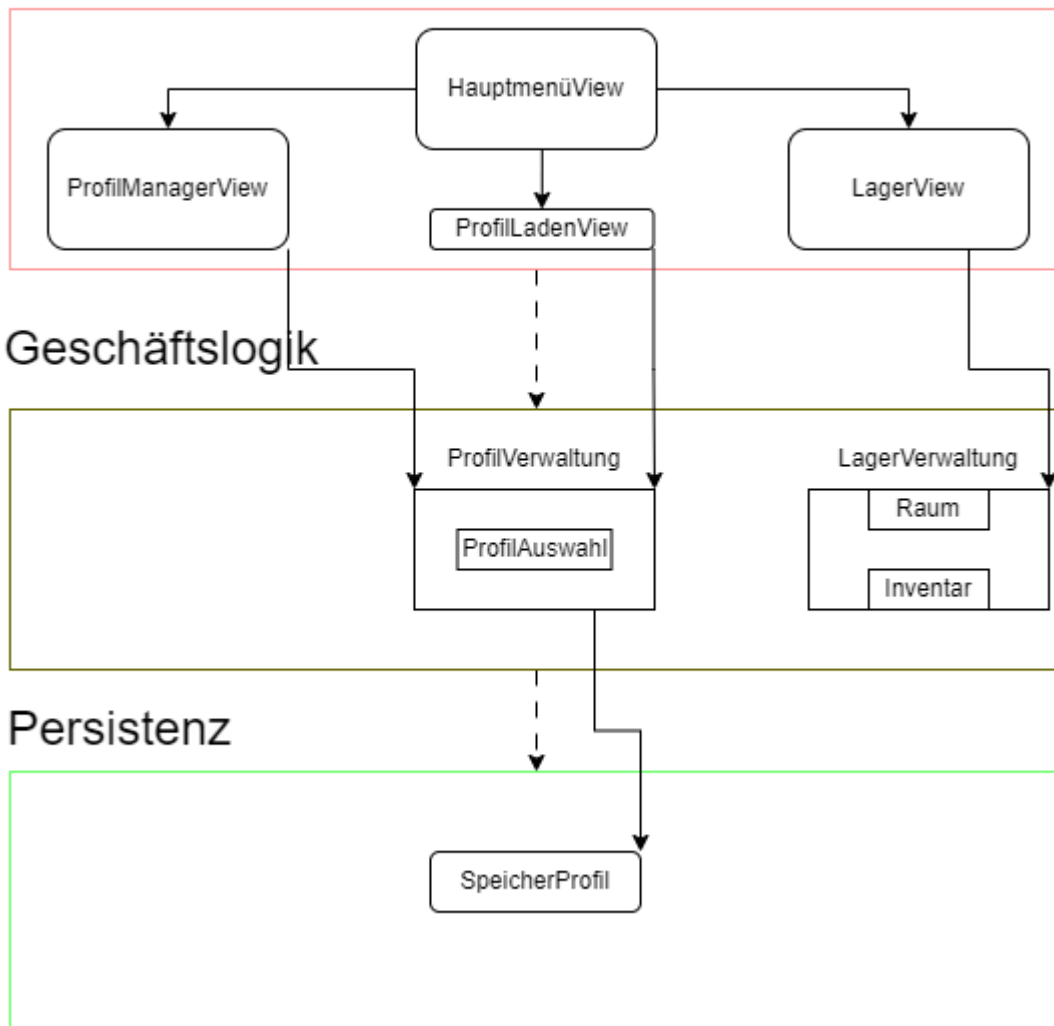 HauptmenüView
ProfilManagerView
LagerView
ProfilLadenView
Geschäftslogik
ProfilVerwaltung
LagerVerwaltung
Raum
ProfilAuswahl
Inventar
Persistenz
SpeicherProfil